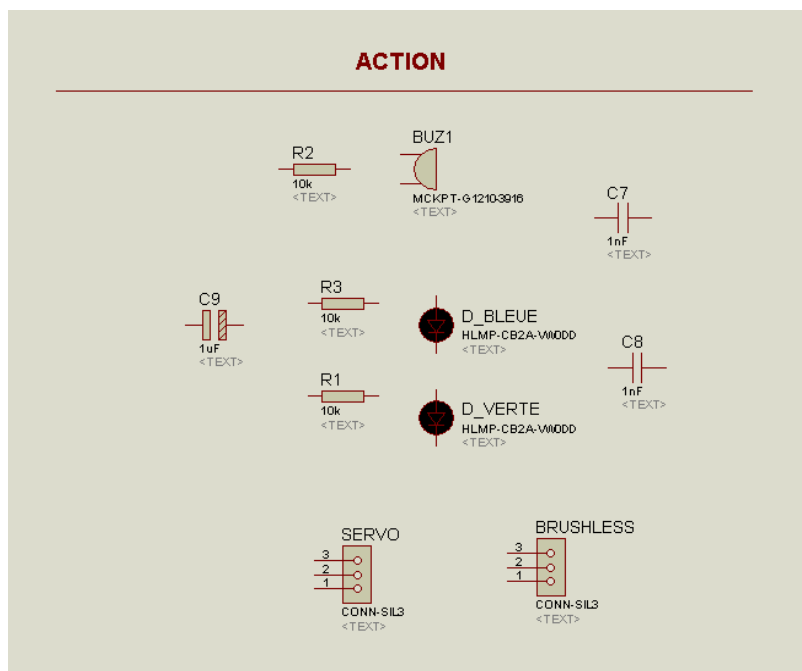 ACTION
R2
10k
<TEXT>
BUZ1
MCKPT-G1210-3916
<TEXT>
C7
1nF
<TEXT>
C9
1uF
<TEXT>
R3
10k
<TEXT>
D_BLEUE
HLMP-CB2A-VW0DD
<TEXT>
C8
1nF
<TEXT>
R1
10k
<TEXT>
D_VERTE
HLMP-CB2A-VW0DD
<TEXT>
SERVO
3
2
1
CONN-SIL3
<TEXT>
BRUSHLESS
3
2
1
CONN-SIL3
<TEXT>